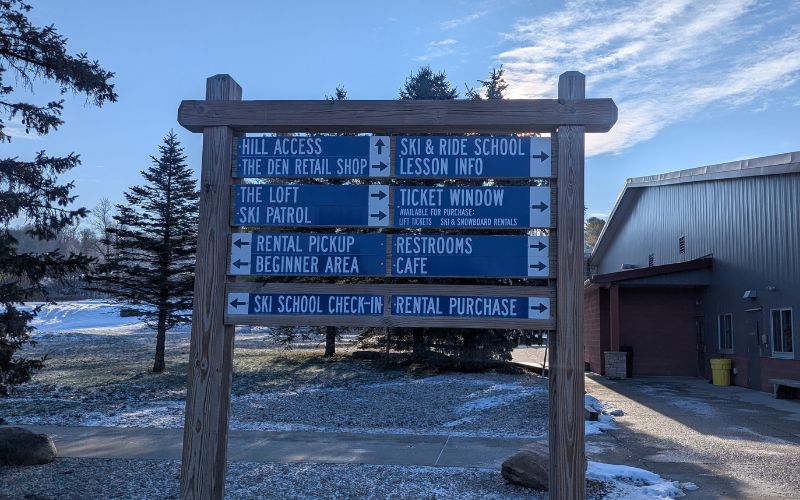 ·HILL ACCESS ↑
·THE DEN RETAIL SHOP →
SKI & RIDE SCHOOL
LESSON INFO →
·THE LOFT →
·SKI PATROL →
TICKET WINDOW →
AVAILABLE FOR PURCHASE:
LIFT TICKETS SKI & SNOWBOARD RENTALS
← RENTAL PICKUP
← BEGINNER AREA
·RESTROOMS →
·CAFE →
← ·SKI SCHOOL CHECK-IN
·RENTAL PURCHASE →